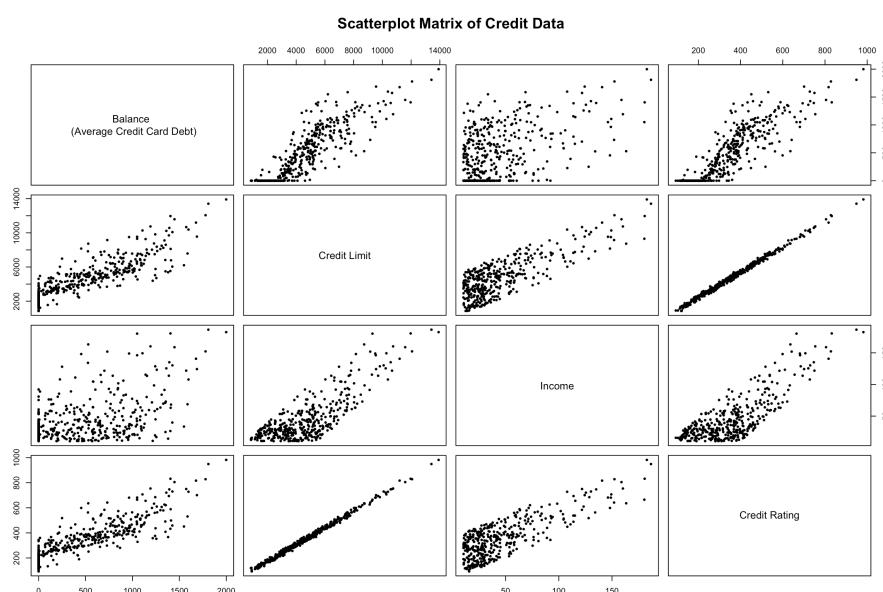 Scatterplot Matrix of Credit Data
2000 4000 6000 8000 10000 14000
200 400 600 800 1000
Balance
(Average Credit Card Debt)
2000 6000 10000 14000
Credit Limit
Income
200 400 600 800 1000
Credit Rating
0 500 1000 1500 2000
50 100 150